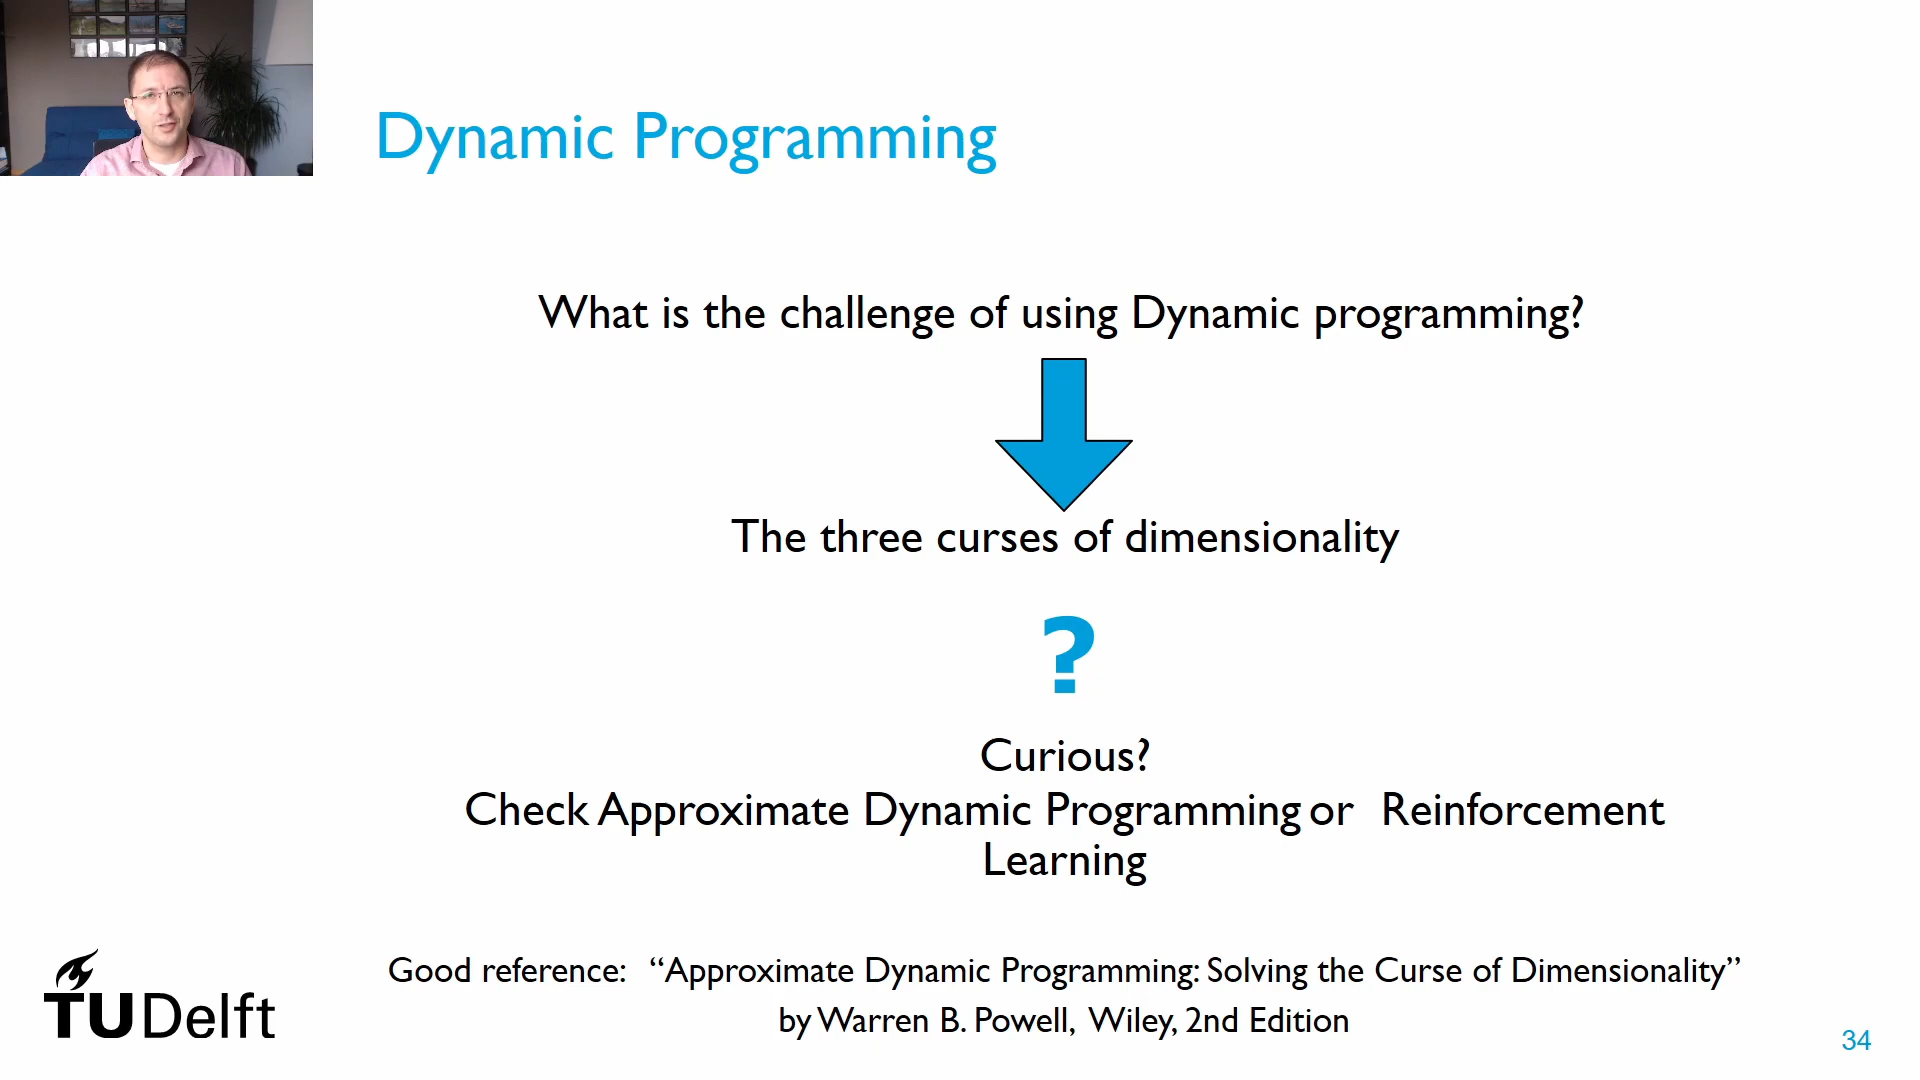 Dynamic Programming
What is the challenge of using Dynamic programming?
The three curses of dimensionality
?
Curious?
Check Approximate Dynamic Programming or Reinforcement
Learning
Good reference: “Approximate Dynamic Programming: Solving the Curse of Dimensionality”
by Warren B. Powell, Wiley, 2nd Edition
TUDelft
34